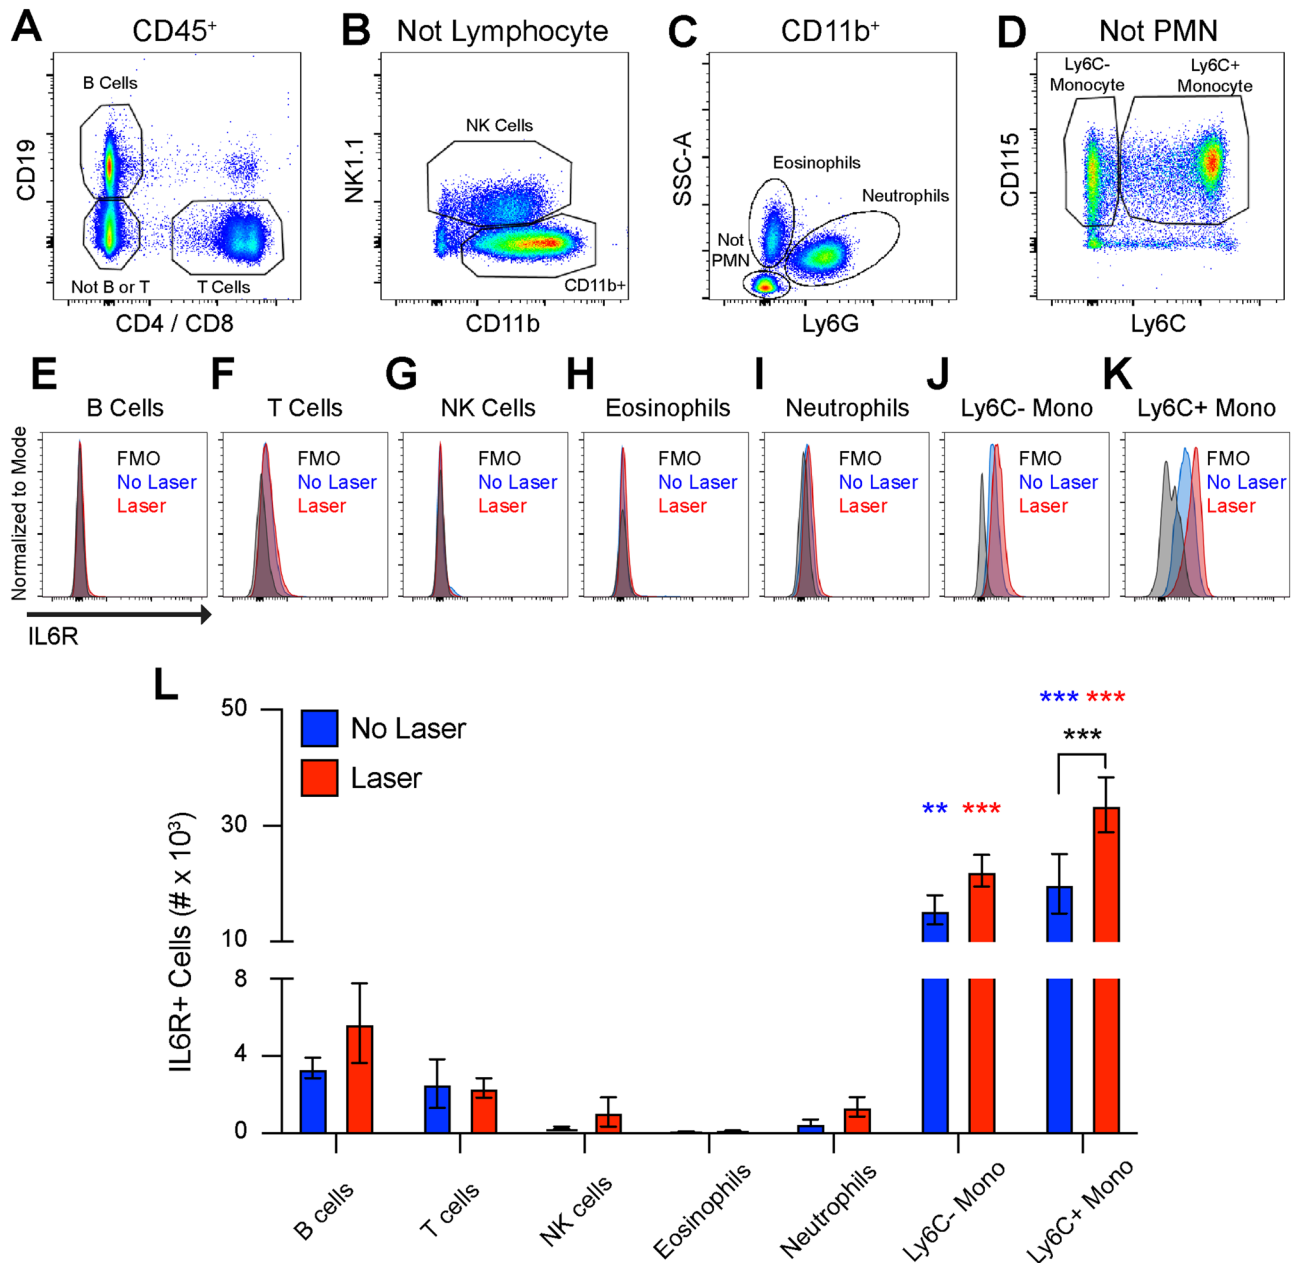 A
CD45+
CD19
B Cells
Not B or T
T Cells
CD4 / CD8
B
Not Lymphocyte
NK1.1
NK Cells
CD11b+
CD11b
C
CD11b+
SSC-A
Eosinophils
Neutrophils
Not
PMN
Ly6G
D
Not PMN
CD115
Ly6C-
Monocyte
Ly6C+
Monocyte
Ly6C
E
B Cells
Normalized to Mode
FMO
No Laser
Laser
IL6R
F
T Cells
FMO
No Laser
Laser
G
NK Cells
FMO
No Laser
Laser
H
Eosinophils
FMO
No Laser
Laser
I
Neutrophils
FMO
No Laser
Laser
J
Ly6C- Mono
FMO
No Laser
Laser
K
Ly6C+ Mono
FMO
No Laser
Laser
L
IL6R+ Cells (# x 10³)
50
30
10
8
4
0
No Laser
Laser
** ***
*** ***
***
B cells
T cells
NK cells
Eosinophils
Neutrophils
Ly6C- Mono
Ly6C+ Mono